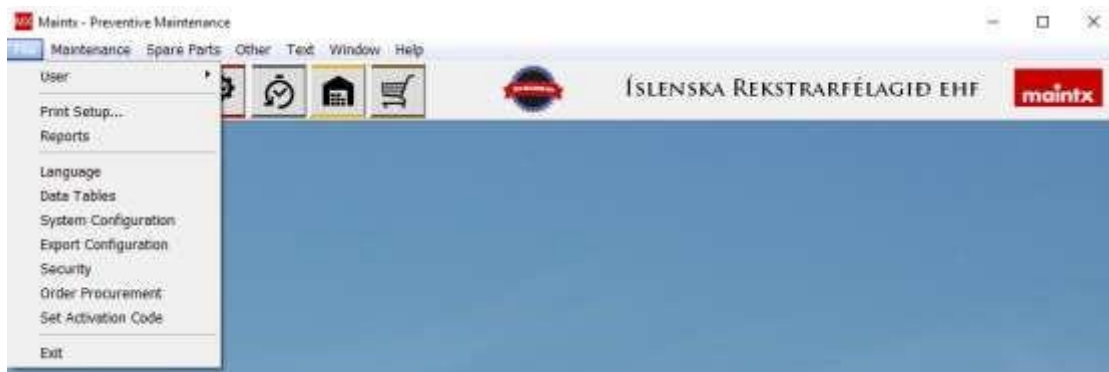 MX Maintx - Preventive Maintenance
Maintenance Spare Parts Other Text Window Help
User
Print Setup...
Reports
Language
Data Tables
System Configuration
Export Configuration
Security
Order Procurement
Set Activation Code
Exit
ÍSLENSKA REKSTRARFÉLAGIÐ EHF
maintx